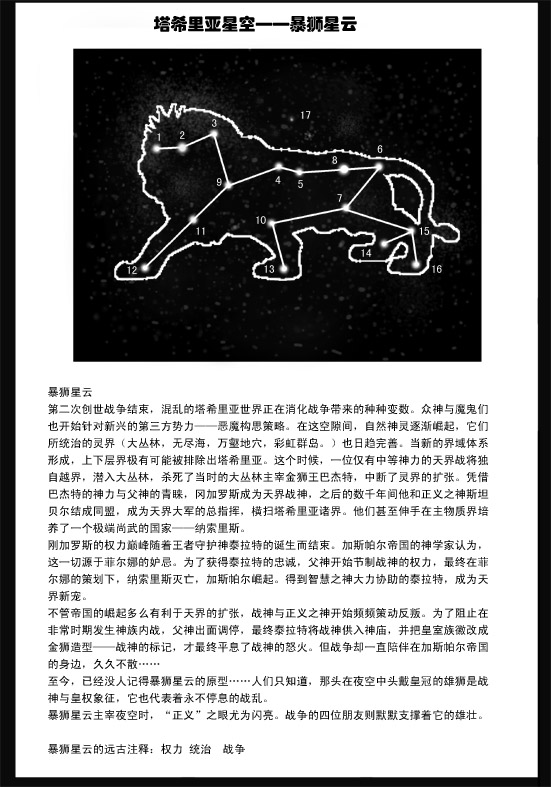 塔希里亚星空——暴狮星云
17
3
1
2
6
8
4
5
9
7
10
11
15
14
12
13
16
暴狮星云
第二次创世战争结束，混乱的塔希里亚世界正在消化战争带来的种种变数。众神与魔鬼们
也开始针对新兴的第三方势力——恶魔构思策略。在这空隙间，自然神灵逐渐崛起，它们
所统治的灵界（大丛林，无尽海，万壑地穴，彩虹群岛。）也日趋完善。当新的界域体系
形成，上下层界极有可能被排除出塔希里亚。这个时候，一位仅有中等神力的天界战将独
自越界，潜入大丛林，杀死了当时的大丛林主宰金狮王巴杰特，中断了灵界的扩张。凭借
巴杰特的神力与父神的青睐，冈加罗斯成为天界战神，之后的数千年间他和正义之神斯坦
贝尔结成同盟，成为天界大军的总指挥，横扫塔希里亚诸界。他们甚至伸手在主物质界培
养了一个极端尚武的国家——纳索里斯。
刚加罗斯的权力巅峰随着王者守护神泰拉特的诞生而结束。加斯帕尔帝国的神学家认为，
这一切源于菲尔娜的妒忌。为了获得泰拉特的忠诚，父神开始节制战神的权力，最终在菲
尔娜的策划下，纳索里斯灭亡，加斯帕尔崛起。得到智慧之神大力协助的泰拉特，成为天
界新宠。
不管帝国的崛起多么有利于天界的扩张，战神与正义之神开始频频策动反叛。为了阻止在
非常时期发生神族内战，父神出面调停，最终泰拉特将战神供入神庙，并把皇室族徽改成
金狮造型——战神的标记，才最终平息了战神的怒火。但战争却一直陪伴在加斯帕尔帝国
的身边，久久不散……
至今，已经没人记得暴狮星云的原型……人们只知道，那头在夜空中头戴皇冠的雄狮是战
神与皇权象征，它也代表着永不停息的战乱。
暴狮星云主宰夜空时，“正义”之眼尤为闪亮。战争的四位朋友则默默支撑着它的雄壮。
暴狮星云的远古注释：权力 统治 战争